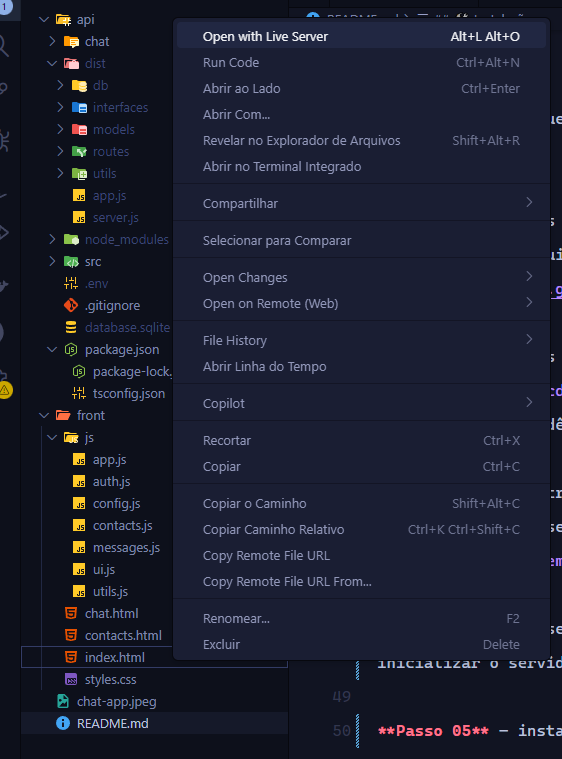 1
api
chat
dist
db
interfaces
models
routes
utils
app.js
server.js
node_modules
src
.env
.gitignore
database.sqlite
package.json
package-lock.
tsconfig.json
front
js
app.js
auth.js
config.js
contacts.js
messages.js
ui.js
utils.js
chat.html
contacts.html
index.html
styles.css
chat-app.jpeg
README.md
Open with Live Server Alt+L Alt+O
Run Code Ctrl+Alt+N
Abrir ao Lado Ctrl+Enter
Abrir Com...
Revelar no Explorador de Arquivos Shift+Alt+R
Abrir no Terminal Integrado
Compartilhar
Selecionar para Comparar
Open Changes
Open on Remote (Web)
File History
Abrir Linha do Tempo
Copilot
Recortar Ctrl+X
Copiar Ctrl+C
Copiar o Caminho Shift+Alt+C
Copiar Caminho Relativo Ctrl+K Ctrl+Shift+C
Copy Remote File URL
Copy Remote File URL From...
Renomear... F2
Excluir Delete
inicializar o servid
49
50 **Passo 05** - insta